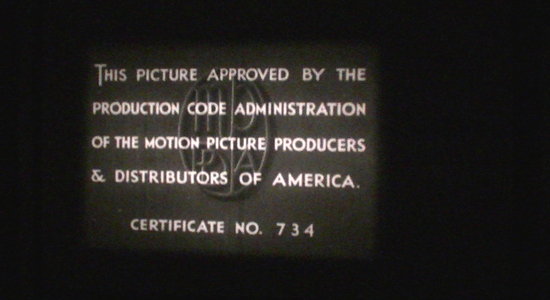 THIS PICTURE APPROVED BY THE
PRODUCTION CODE ADMINISTRATION
OF THE MOTION PICTURE PRODUCERS
& DISTRIBUTORS OF AMERICA.
CERTIFICATE NO. 734